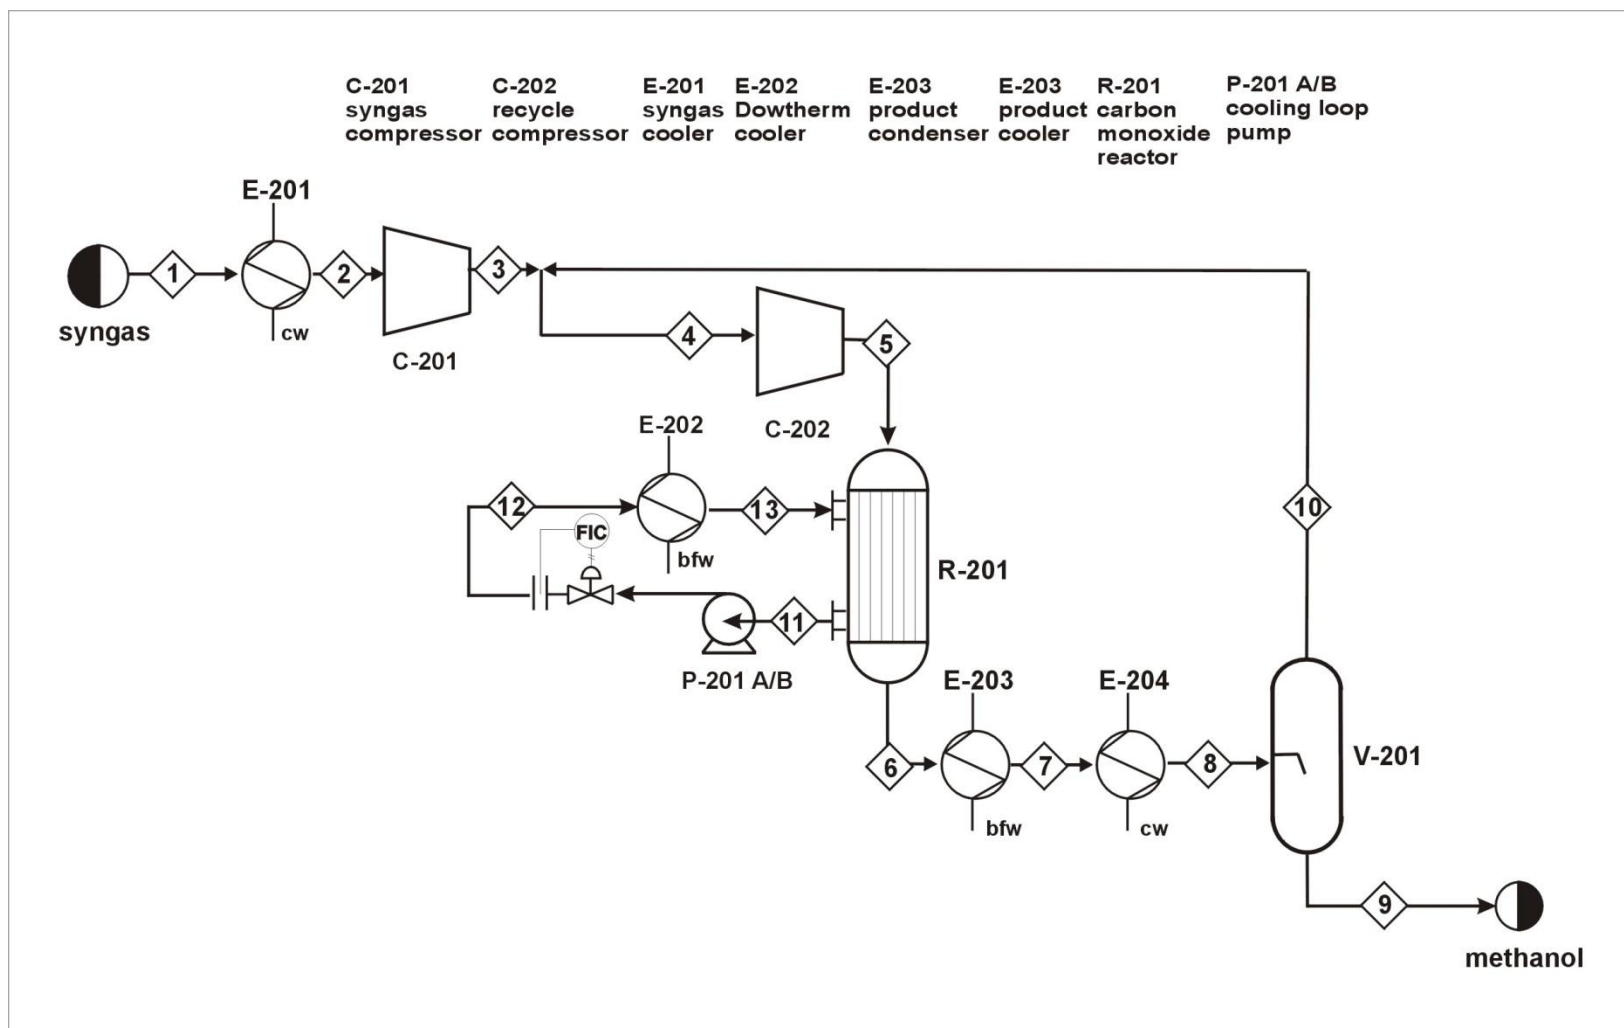 C-201
syngas
compressor
C-202
recycle
compressor
E-201
syngas
cooler
E-202
Dowtherm
cooler
E-203
product
condenser
E-203
product
cooler
R-201
carbon
monoxide
reactor
P-201 A/B
cooling loop
pump
E-201
1
2
3
syngas
cw
C-201
4
5
C-202
E-202
12
13
10
FIC
bfw
R-201
11
P-201 A/B
E-203
E-204
6
7
8
V-201
bfw
cw
9
methanol